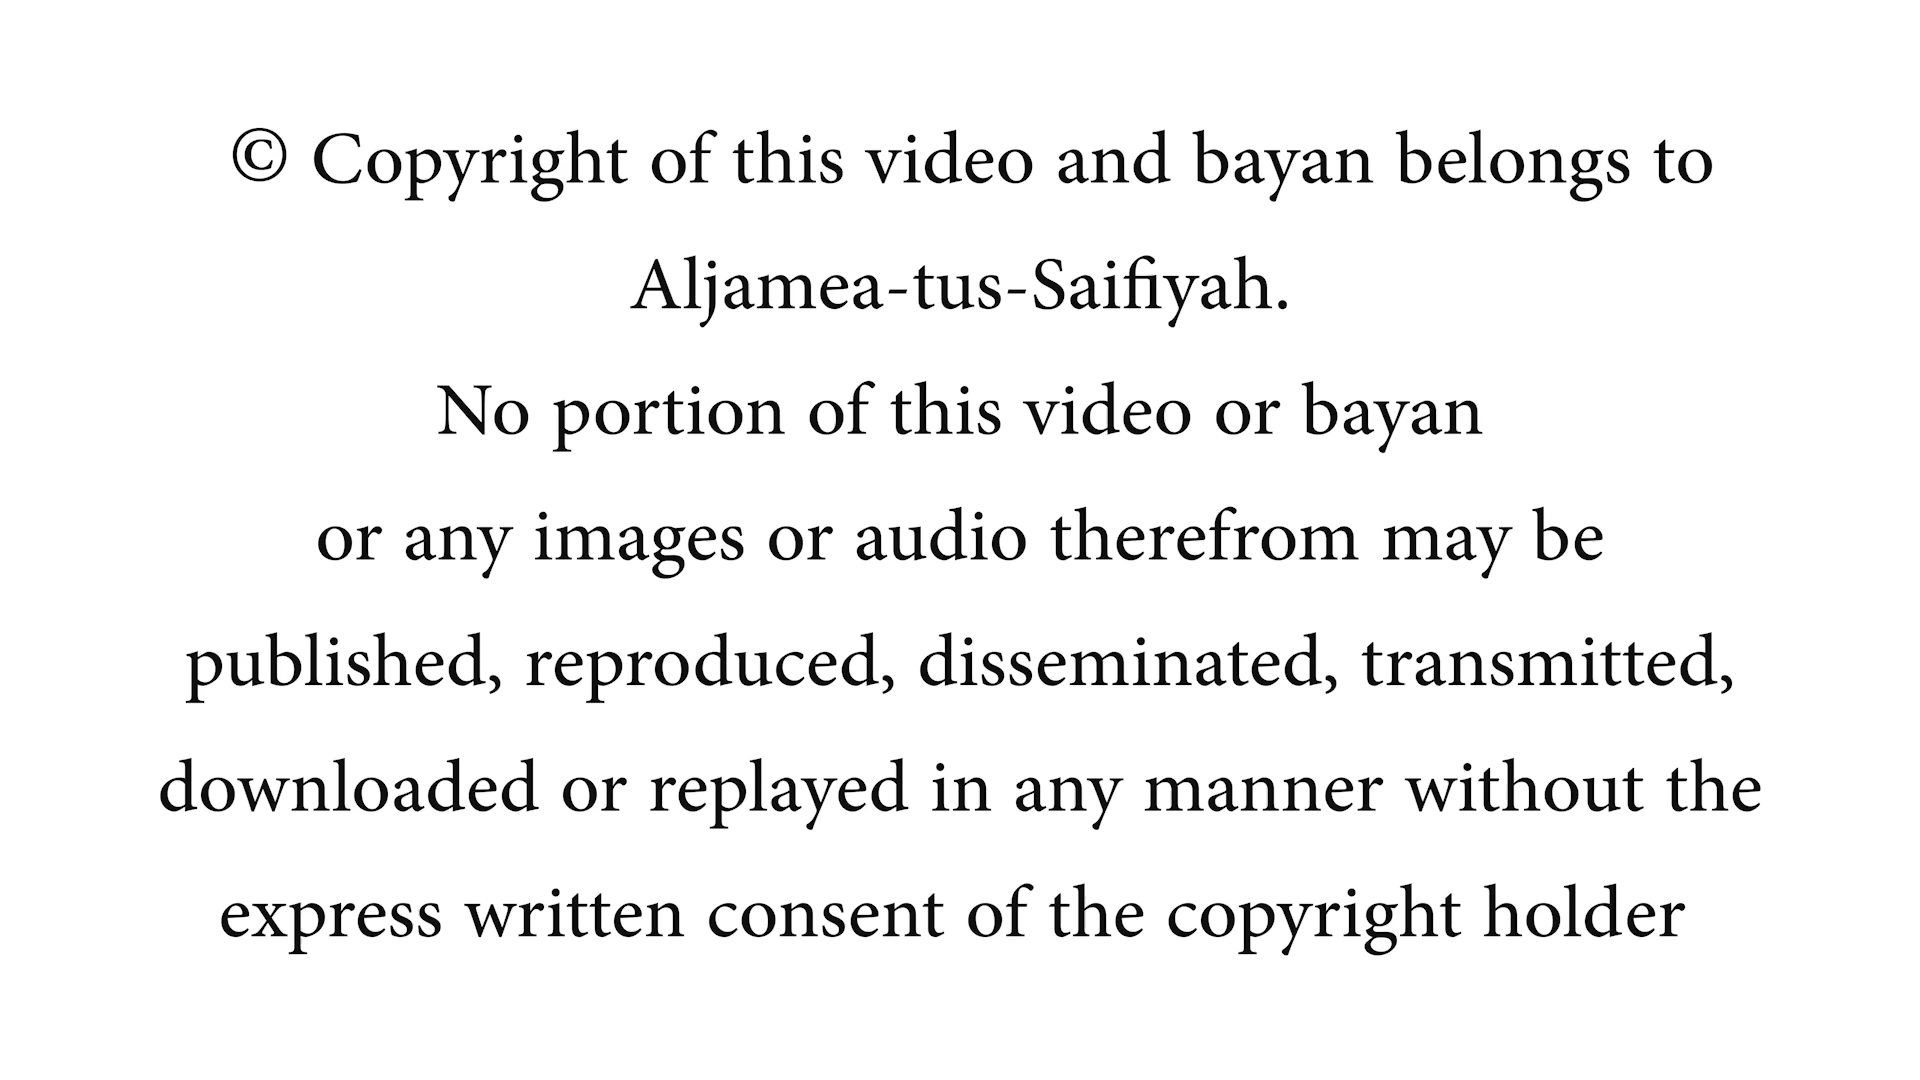 © Copyright of this video and bayan belongs to
Aljamea-tus-Saifiyah.
No portion of this video or bayan
or any images or audio therefrom may be
published, reproduced, disseminated, transmitted,
downloaded or replayed in any manner without the
express written consent of the copyright holder